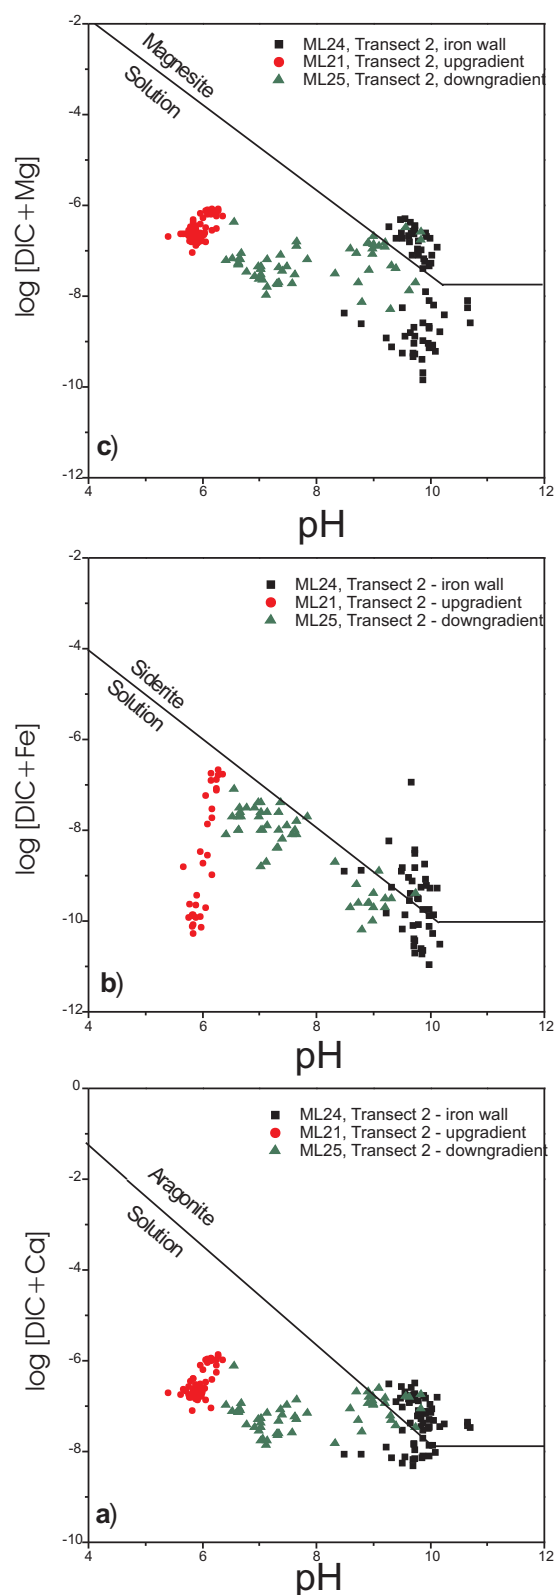 -2
ML24, Transect 2, iron wall
ML21, Transect 2, upgradient
ML25, Transect 2, downgradient
Magnesite
Solution
-4
-6
-8
-10
-12
log [DIC+Mg]
c)
4
6
8
10
12
pH
-2
ML24, Transect 2 - iron wall
ML21, Transect 2 - upgradient
ML25, Transect 2 - downgradient
-4
Siderite
Solution
-6
-8
-10
-12
log [DIC+Fe]
b)
4
6
8
10
12
pH
0
ML24, Transect 2 - iron wall
ML21, Transect 2 - upgradient
ML25, Transect 2 - downgradient
-2
Aragonite
Solution
-4
-6
-8
-10
log [DIC+Ca]
a)
4
6
8
10
12
pH